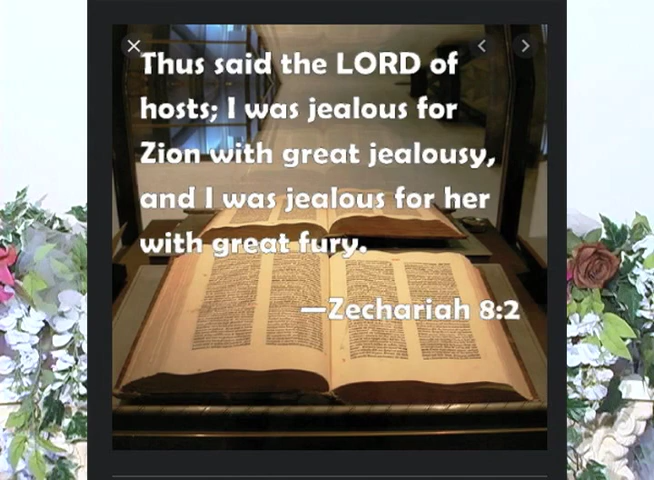 Thus said the LORD of
hosts; I was jealous for
Zion with great jealousy,
and I was jealous for her
with great fury.
—Zechariah 8:2